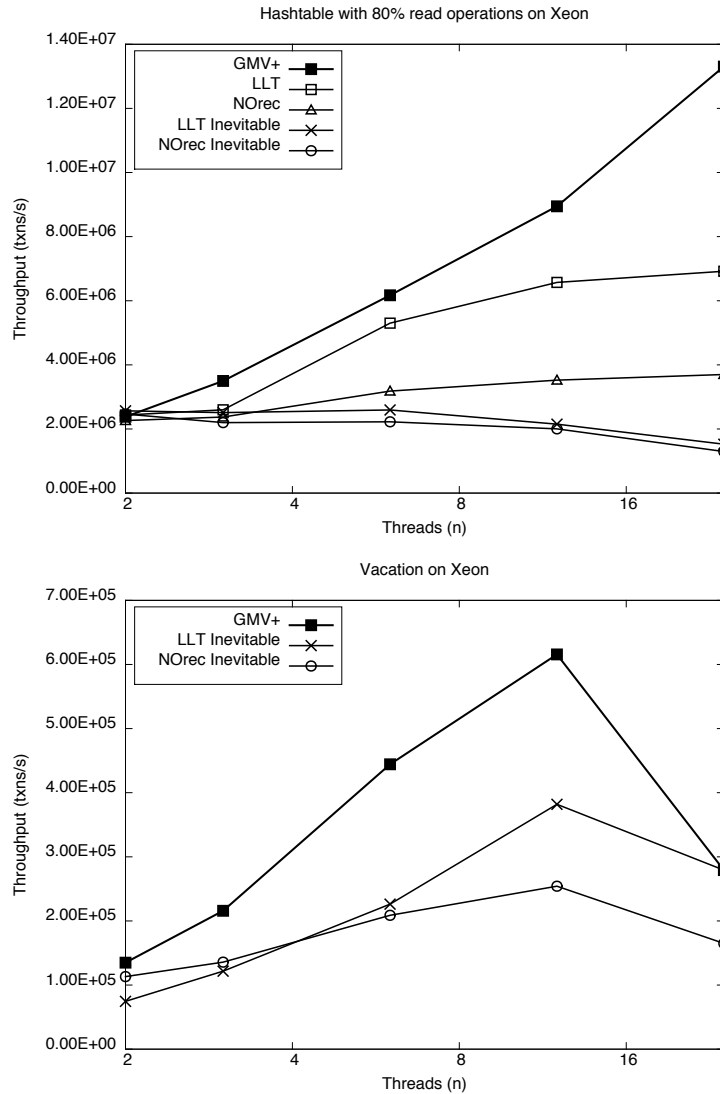 Hashtable with 80% read operations on Xeon
1.40E+07
1.20E+07
1.00E+07
8.00E+06
6.00E+06
4.00E+06
2.00E+06
0.00E+00
Throughput (txns/s)
GMV+
LLT
NOrec
LLT Inevitable
NOrec Inevitable
2 4 8 16
Threads (n)
Vacation on Xeon
7.00E+05
6.00E+05
5.00E+05
4.00E+05
3.00E+05
2.00E+05
1.00E+05
0.00E+00
Throughput (txns/s)
GMV+
LLT Inevitable
NOrec Inevitable
2 4 8 16
Threads (n)